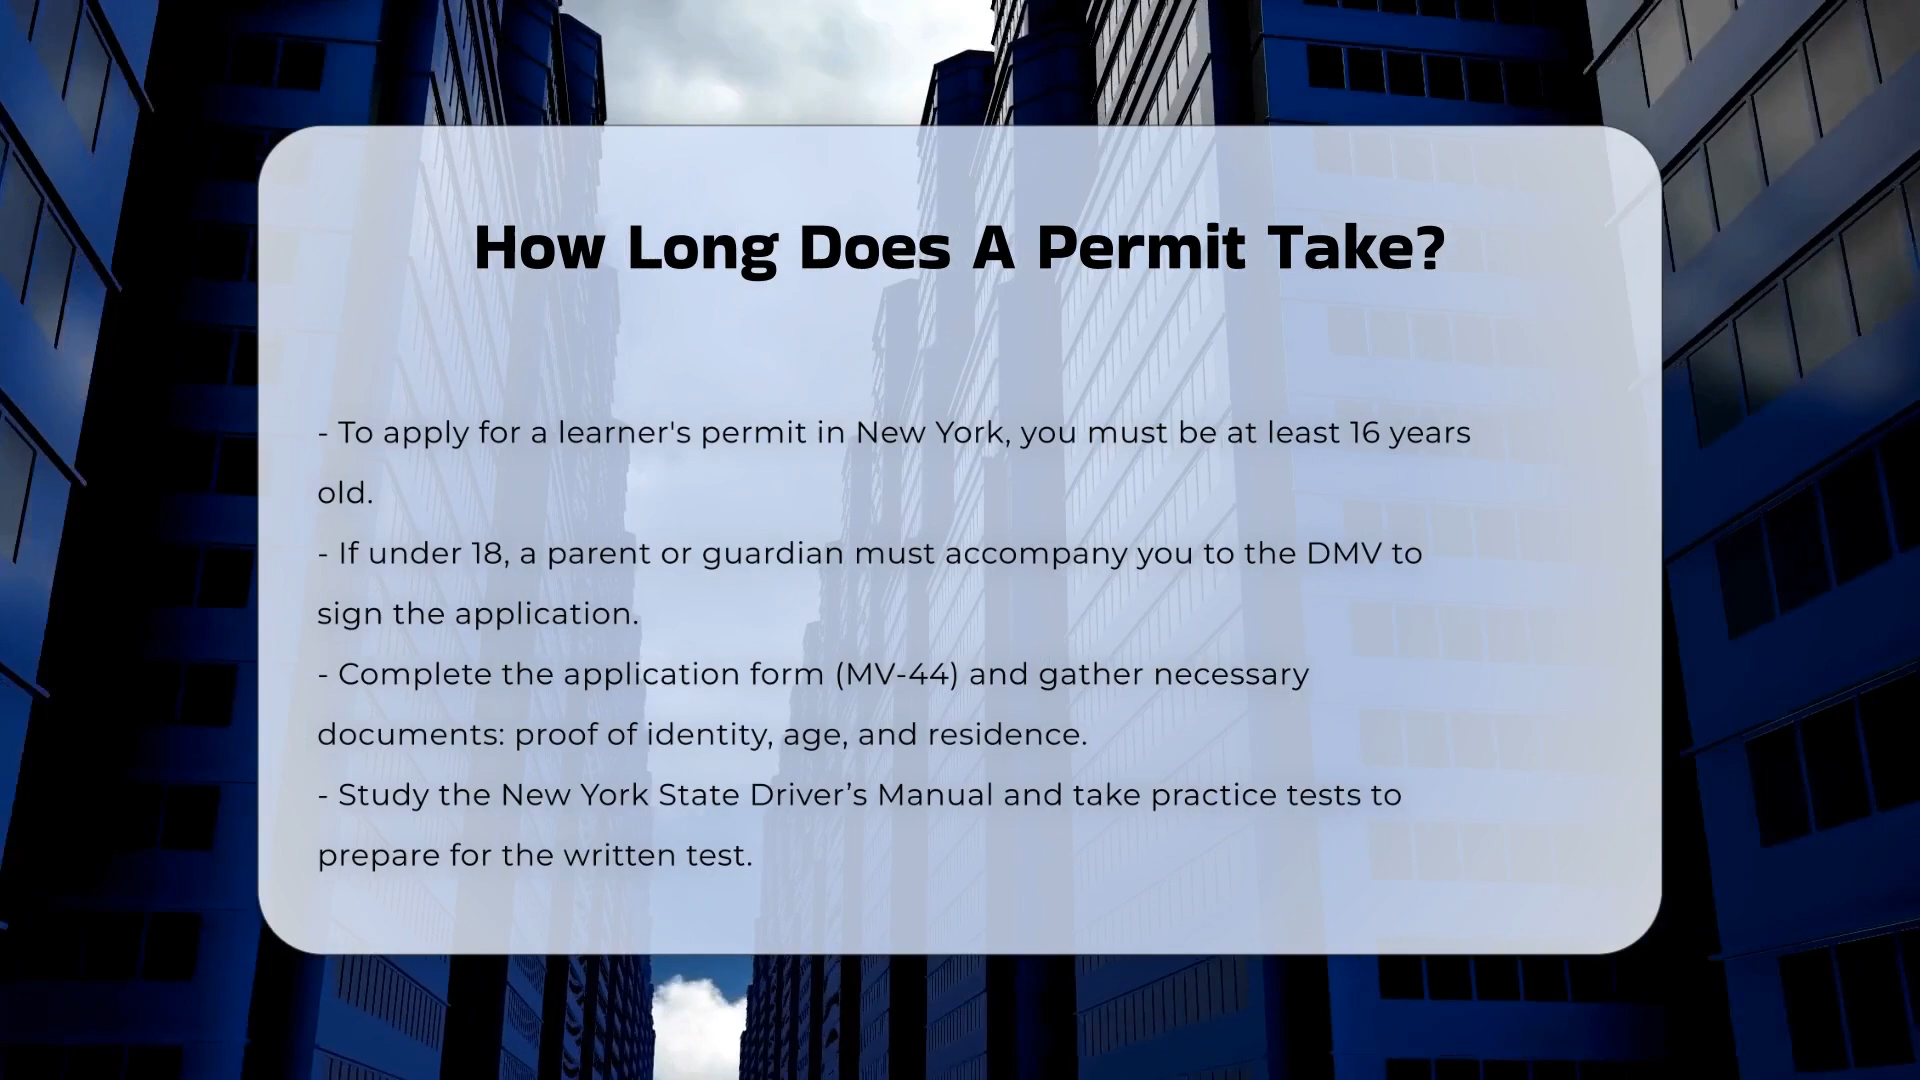 How Long Does A Permit Take?
- To apply for a learner's permit in New York, you must be at least 16 years
old.
- If under 18, a parent or guardian must accompany you to the DMV to
sign the application.
- Complete the application form (MV-44) and gather necessary
documents: proof of identity, age, and residence.
- Study the New York State Driver’s Manual and take practice tests to
prepare for the written test.